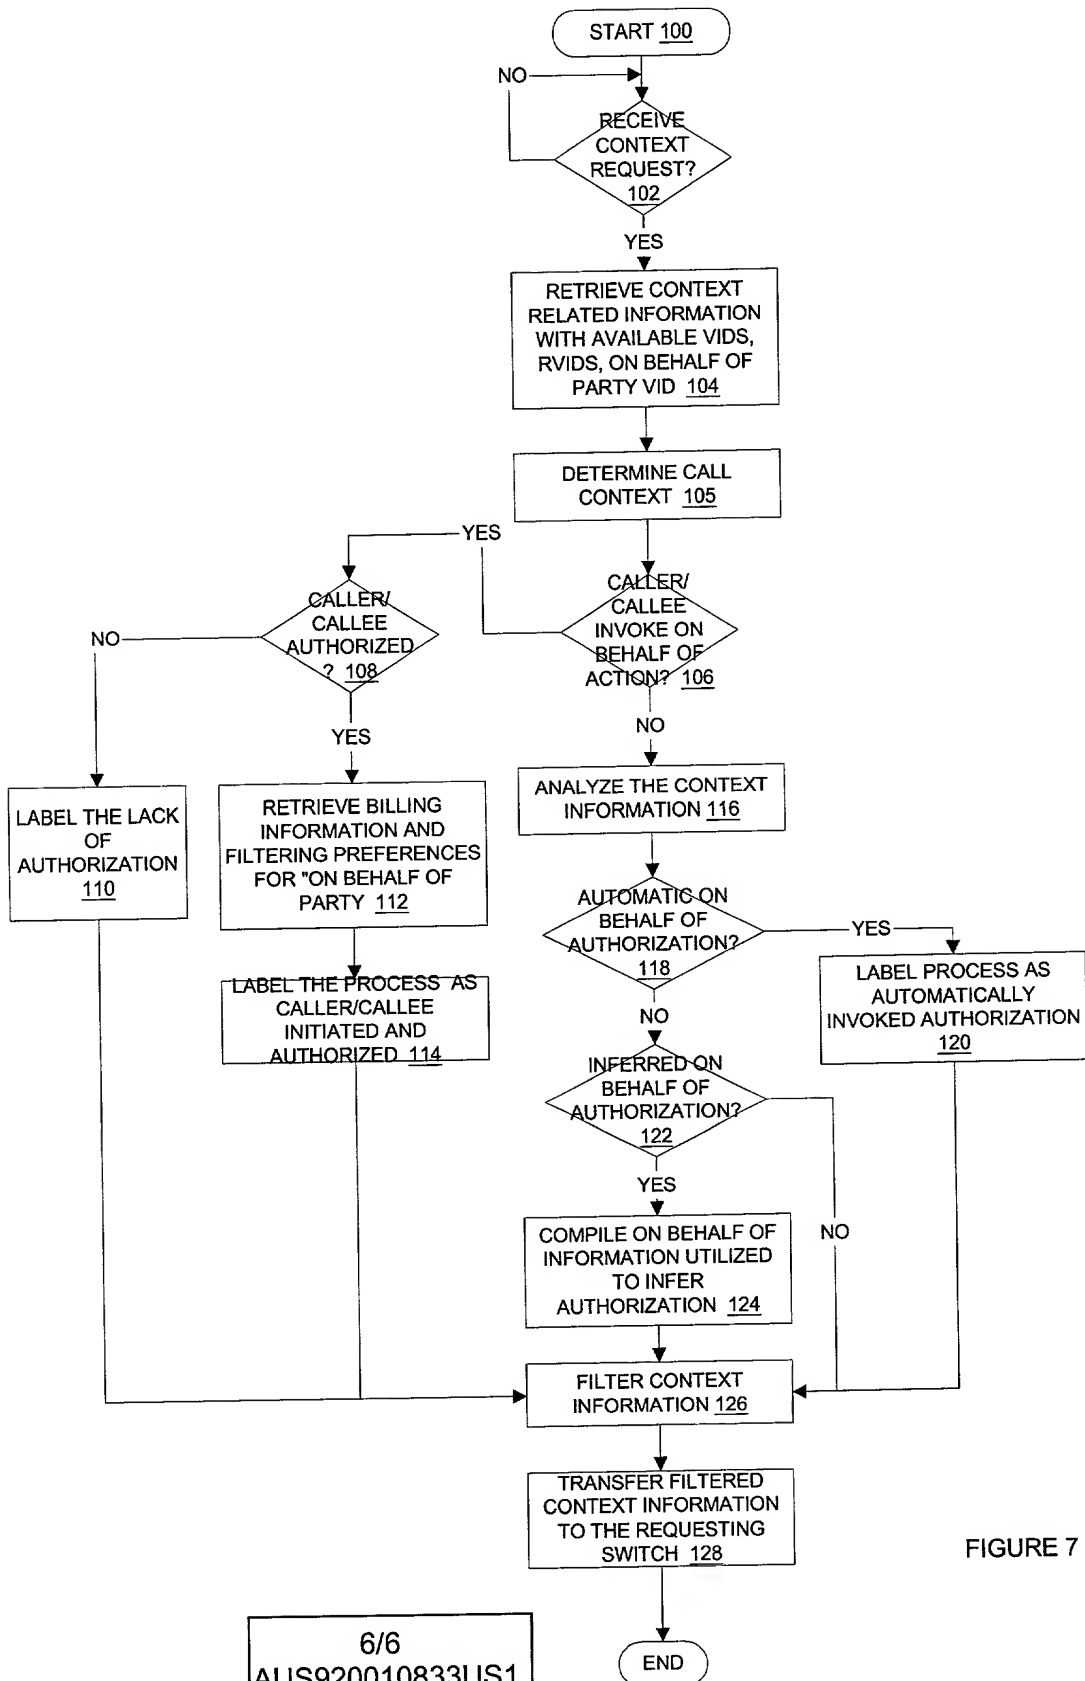 START 100
NO
RECEIVE
CONTEXT
REQUEST?
102
YES
RETRIEVE CONTEXT
RELATED INFORMATION
WITH AVAILABLE VIDS,
RVIDS, ON BEHALF OF
PARTY VID 104
DETERMINE CALL
CONTEXT 105
YES
CALLER/
CALLEE
INVOKE ON
BEHALF OF
ACTION? 106
CALLER/
CALLEE
AUTHORIZED
? 108
NO
YES
NO
LABEL THE LACK
OF
AUTHORIZATION
110
RETRIEVE BILLING
INFORMATION AND
FILTERING PREFERENCES
FOR "ON BEHALF OF
PARTY 112
ANALYZE THE CONTEXT
INFORMATION 116
AUTOMATIC ON
BEHALF OF
AUTHORIZATION?
118
YES
LABEL THE PROCESS AS
CALLER/CALLEE
INITIATED AND
AUTHORIZED 114
LABEL PROCESS AS
AUTOMATICALLY
INVOKED AUTHORIZATION
120
NO
INFERRED ON
BEHALF OF
AUTHORIZATION?
122
YES
NO
COMPILE ON BEHALF OF
INFORMATION UTILIZED
TO INFER
AUTHORIZATION 124
FILTER CONTEXT
INFORMATION 126
TRANSFER FILTERED
CONTEXT INFORMATION
TO THE REQUESTING
SWITCH 128
FIGURE 7
END
6/6
AUS920010833US1